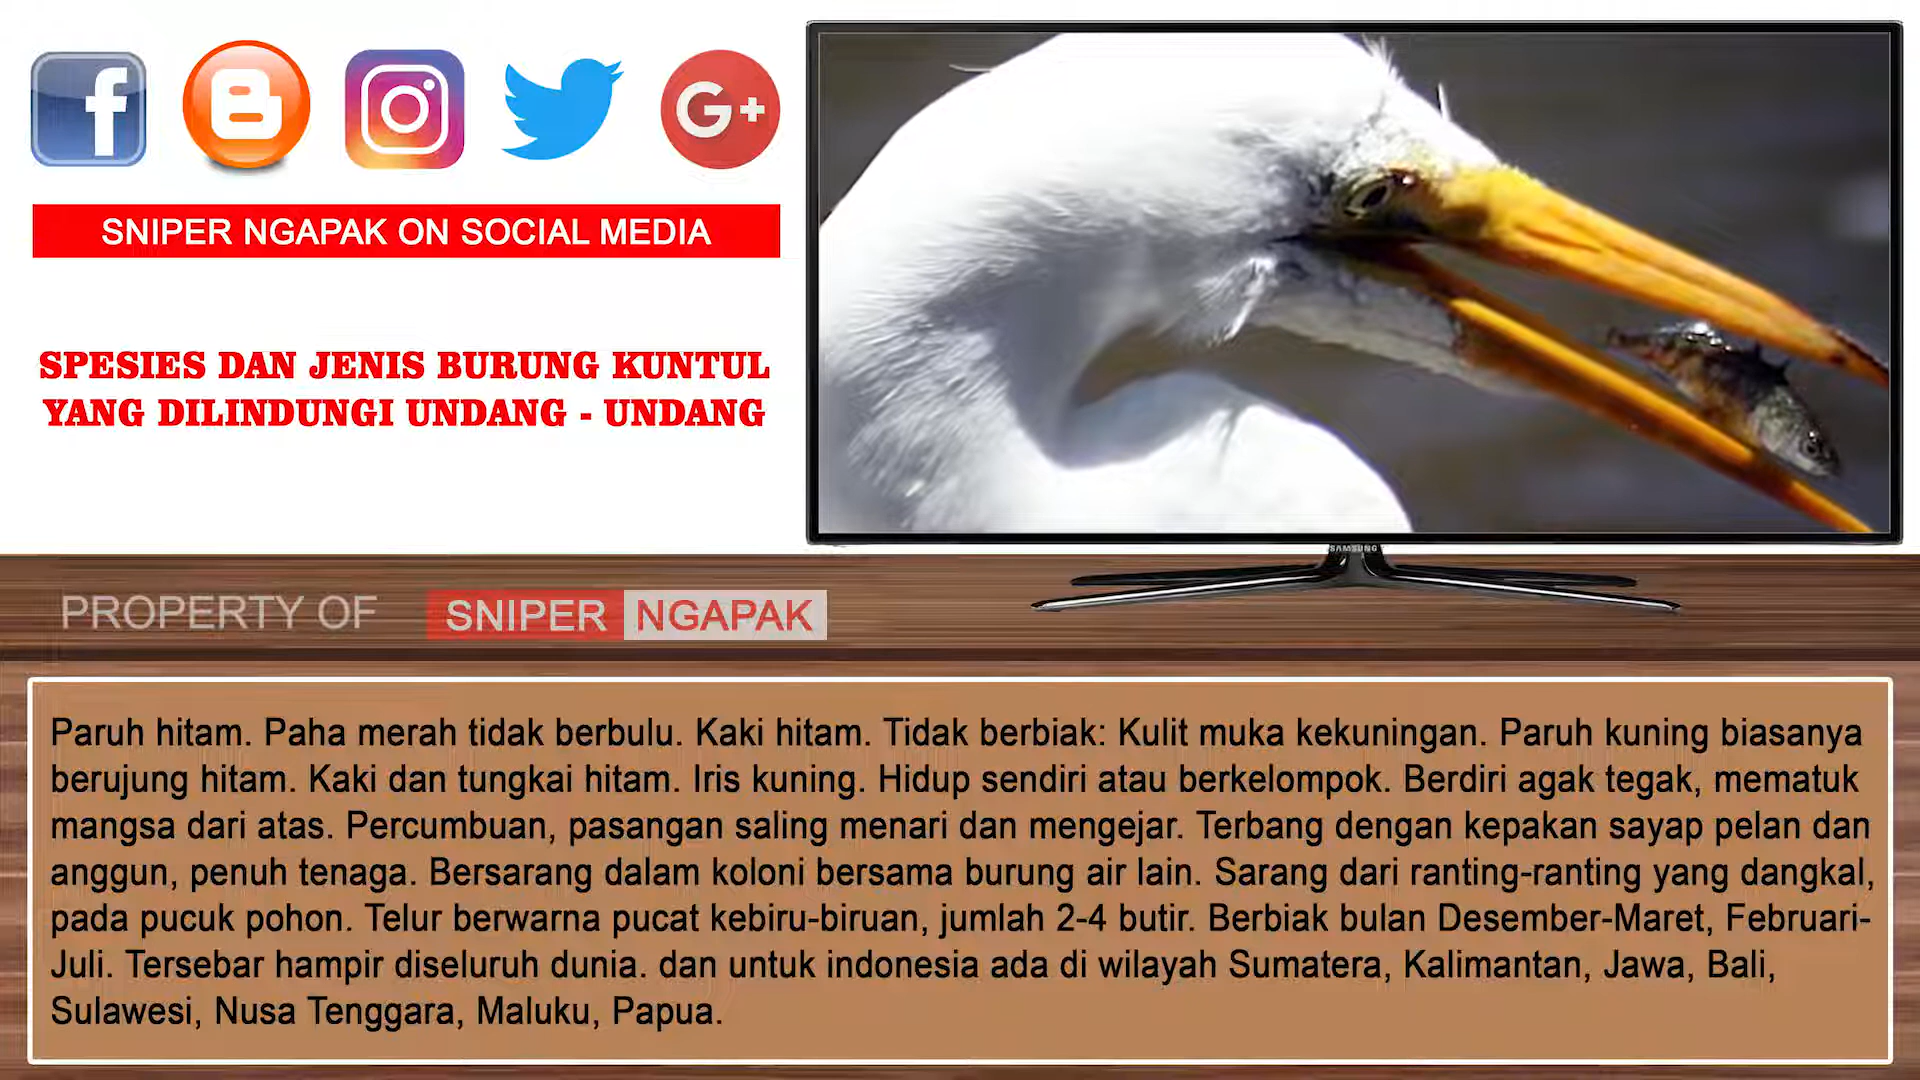 SNIPER NGAPAK ON SOCIAL MEDIA
SPESIES DAN JENIS BURUNG KUNTUL
YANG DILINDUNGI UNDANG - UNDANG
SAMSUNG
PROPERTY OF SNIPER NGAPAK
Paruh hitam. Paha merah tidak berbulu. Kaki hitam. Tidak berbiak: Kulit muka kekuningan. Paruh kuning biasanya
berujung hitam. Kaki dan tungkai hitam. Iris kuning. Hidup sendiri atau berkelompok. Berdiri agak tegak, mematuk
mangsa dari atas. Percumbuan, pasangan saling menari dan mengejar. Terbang dengan kepakan sayap pelan dan
anggun, penuh tenaga. Bersarang dalam koloni bersama burung air lain. Sarang dari ranting-ranting yang dangkal,
pada pucuk pohon. Telur berwarna pucat kebiru-biruan, jumlah 2-4 butir. Berbiak bulan Desember-Maret, Februari-
Juli. Tersebar hampir diseluruh dunia. dan untuk indonesia ada di wilayah Sumatera, Kalimantan, Jawa, Bali,
Sulawesi, Nusa Tenggara, Maluku, Papua.